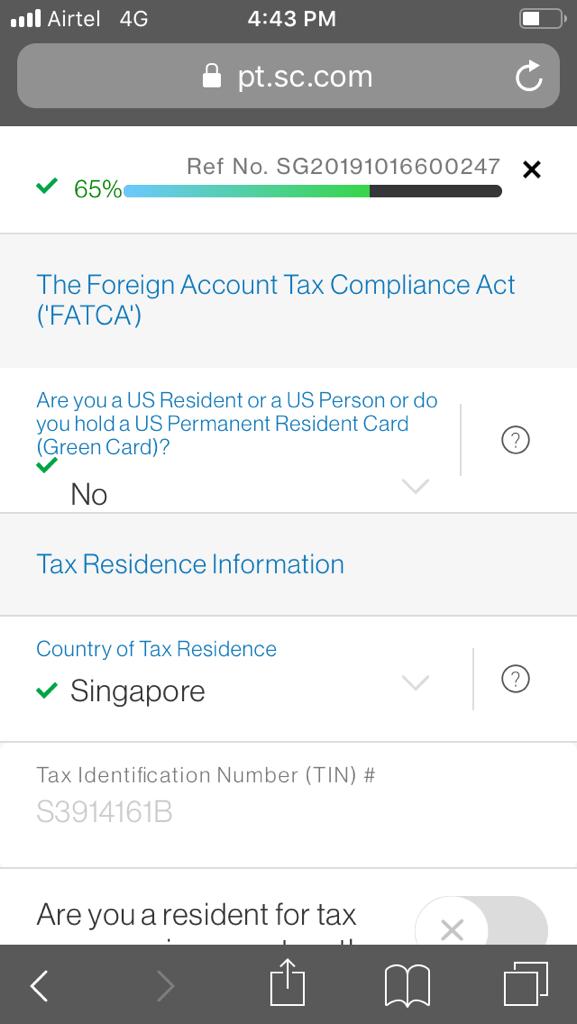 Airtel 4G 4:43 PM
pt.sc.com
Ref No. SG20191016600247
65%
The Foreign Account Tax Compliance Act
('FATCA')
Are you a US Resident or a US Person or do
you hold a US Permanent Resident Card
(Green Card)?
No
Tax Residence Information
Country of Tax Residence
Singapore
Tax Identification Number (TIN) #
S3914161B
Are you a resident for tax